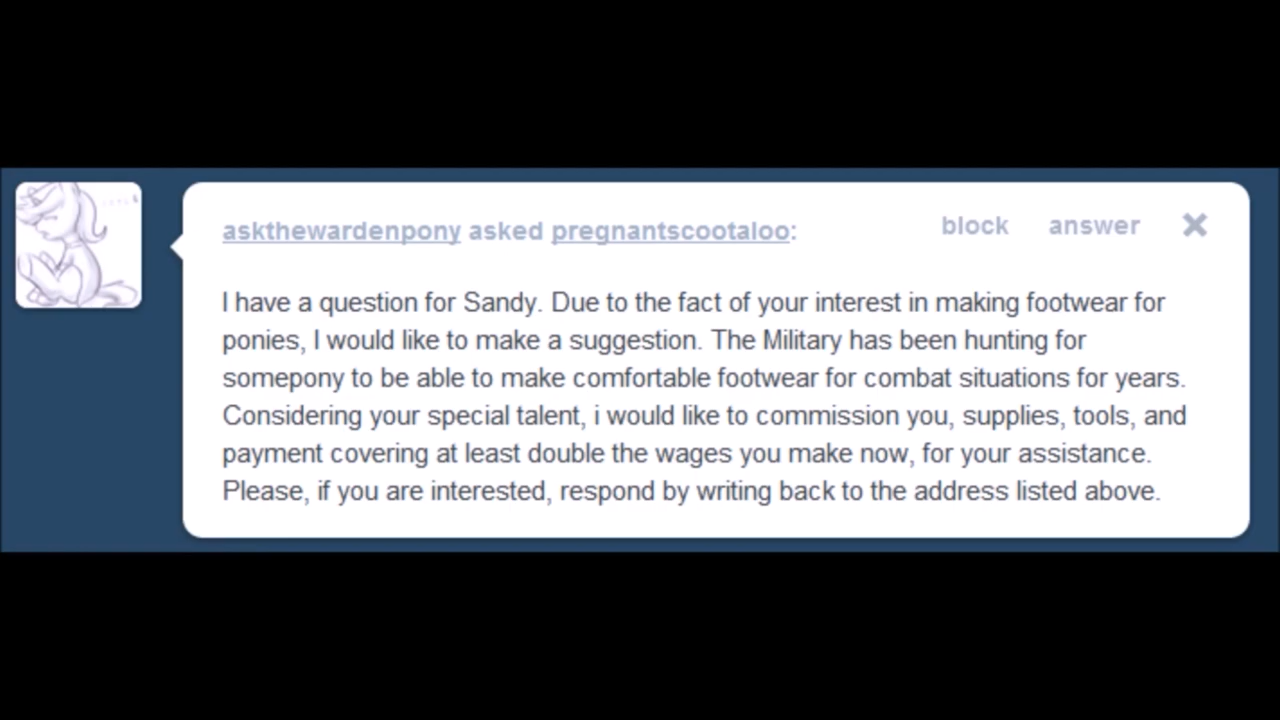 askthewardenpony asked pregnantscootaloo:
block answer
I have a question for Sandy. Due to the fact of your interest in making footwear for
ponies, I would like to make a suggestion. The Military has been hunting for
somepony to be able to make comfortable footwear for combat situations for years.
Considering your special talent, i would like to commission you, supplies, tools, and
payment covering at least double the wages you make now, for your assistance.
Please, if you are interested, respond by writing back to the address listed above.